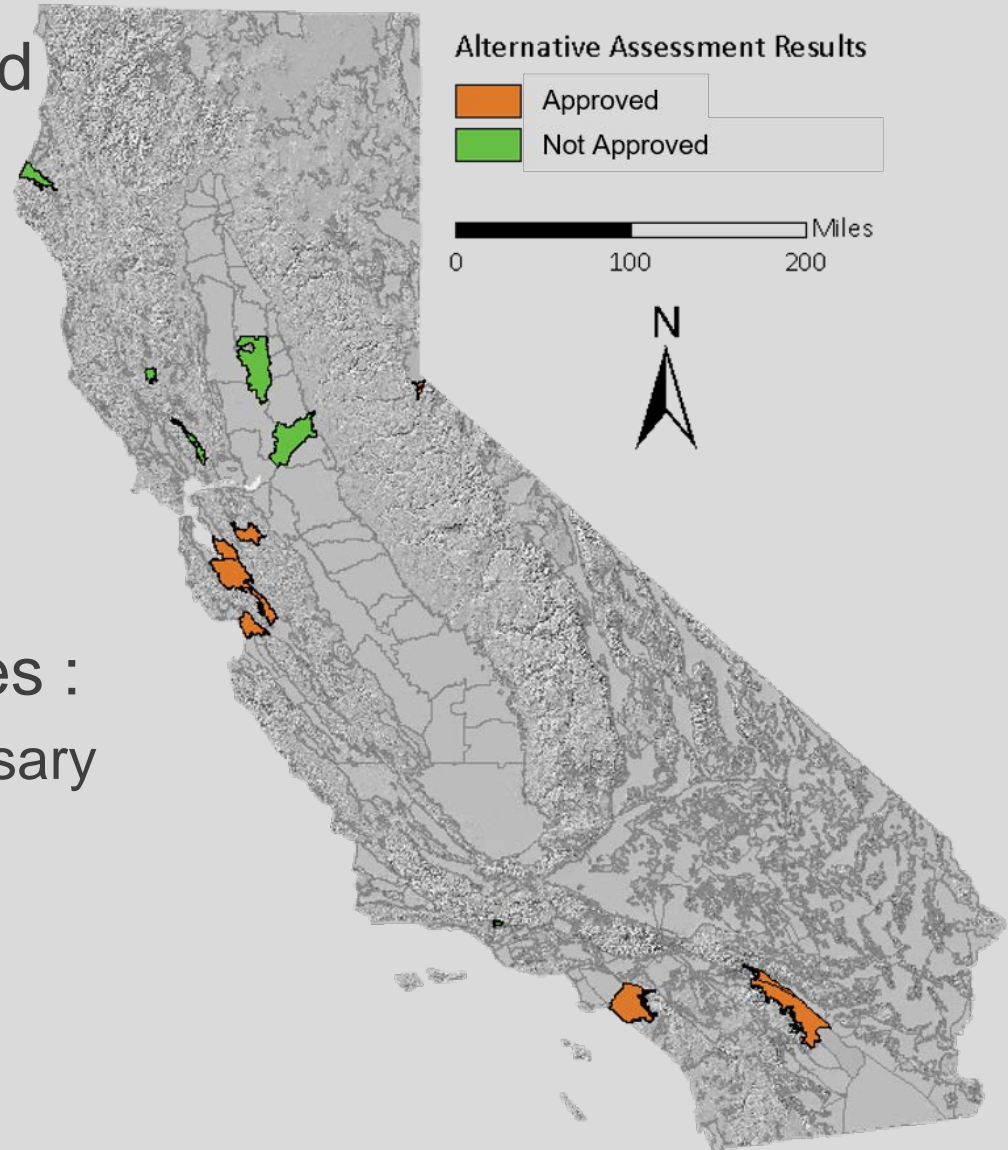 d
Alternative Assessment Results
Approved
Not Approved
Miles
0 100 200
N
es :
sary